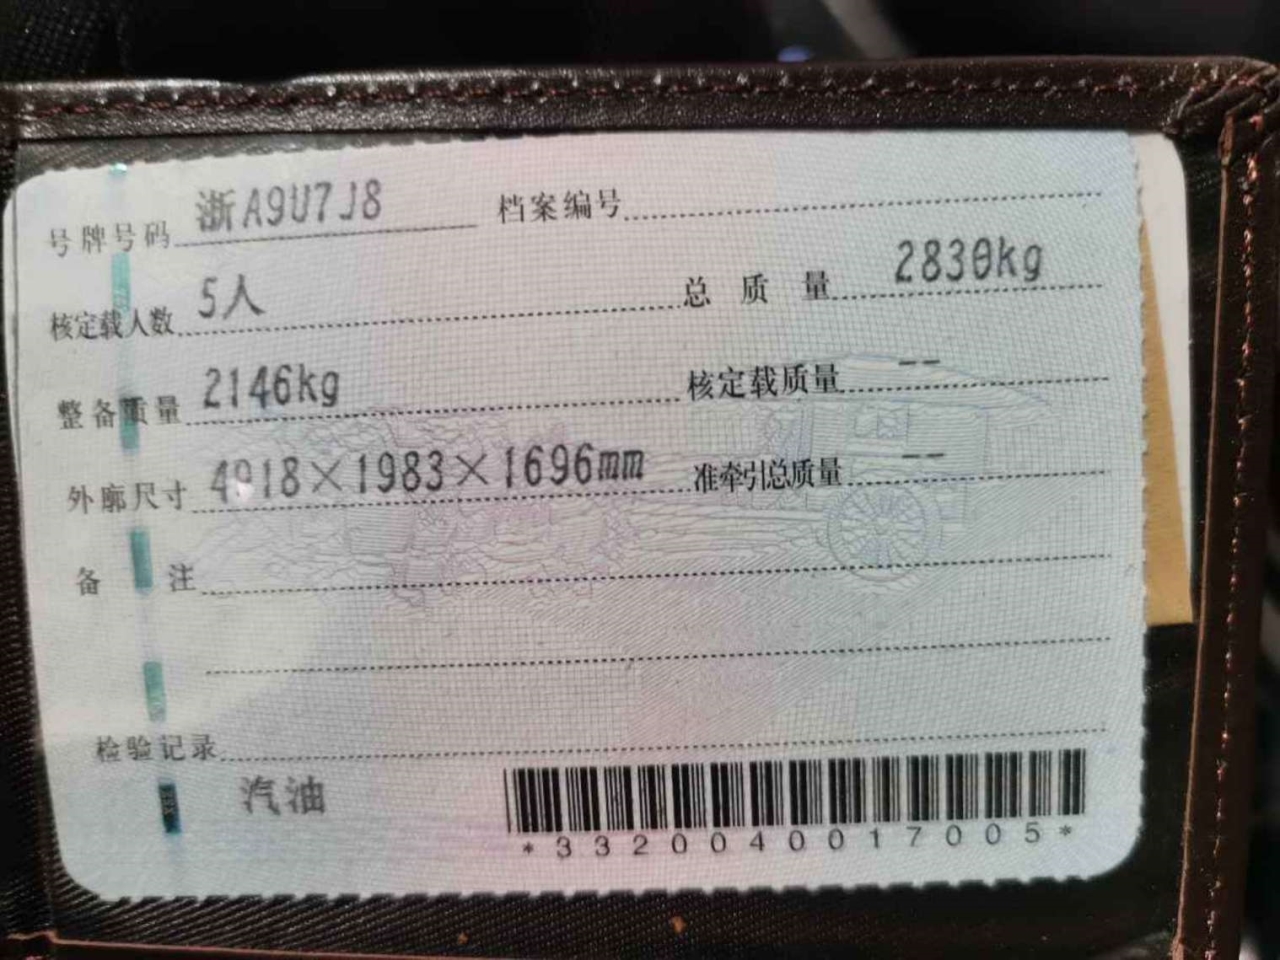 号牌号码 浙A9U7J8 档案编号
核定载人数 5人 总质量 2830kg
整备质量 2146kg 核定载质量 --
外廓尺寸 4918×1983×1696mm 准牵引总质量 --
备注
检验记录
汽油
*3320040017005*